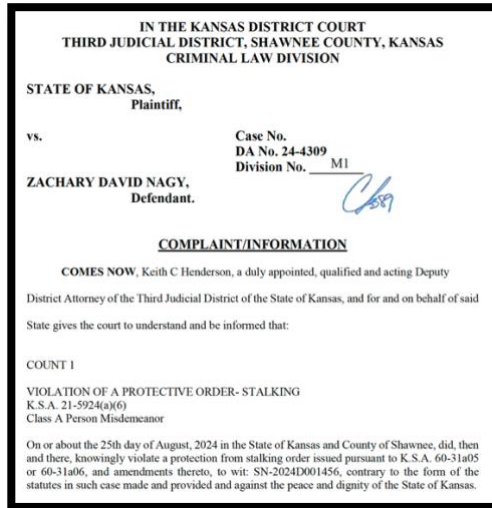 IN THE KANSAS DISTRICT COURT
THIRD JUDICIAL DISTRICT, SHAWNEE COUNTY, KANSAS
CRIMINAL LAW DIVISION
STATE OF KANSAS,
Plaintiff,
vs.
Case No.
DA No. 24-4309
Division No. M1
ZACHARY DAVID NAGY,
Defendant.
COMPLAINT/INFORMATION
COMES NOW, Keith C Henderson, a duly appointed, qualified and acting Deputy
District Attorney of the Third Judicial District of the State of Kansas, and for and on behalf of said
State gives the court to understand and be informed that:
COUNT 1
VIOLATION OF A PROTECTIVE ORDER- STALKING
K.S.A. 21-5924(a)(6)
Class A Person Misdemeanor
On or about the 25th day of August, 2024 in the State of Kansas and County of Shawnee, did, then
and there, knowingly violate a protection from stalking order issued pursuant to K.S.A. 60-31a05
or 60-31a06, and amendments thereto, to wit: SN-2024D001456, contrary to the form of the
statutes in such case made and provided and against the peace and dignity of the State of Kansas.